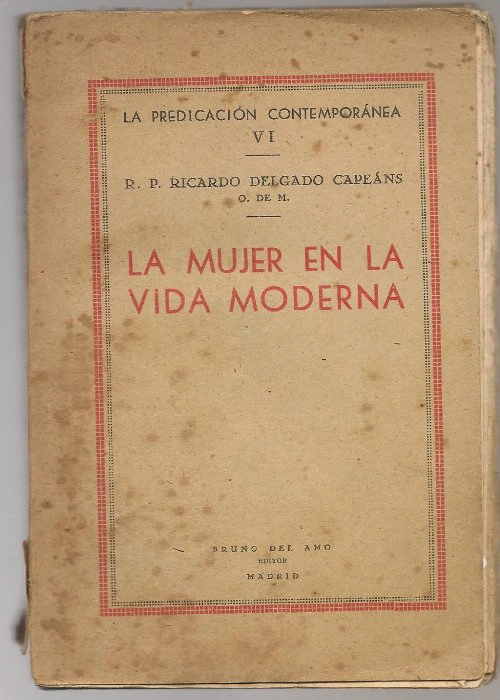 LA PREDICACIÓN CONTEMPORÁNEA
VI
R. P. RICARDO DELGADO CAPEÁNS
O. DE M.
LA MUJER EN LA
VIDA MODERNA
BRUNO DEL AMO
EDITOR
MADRID